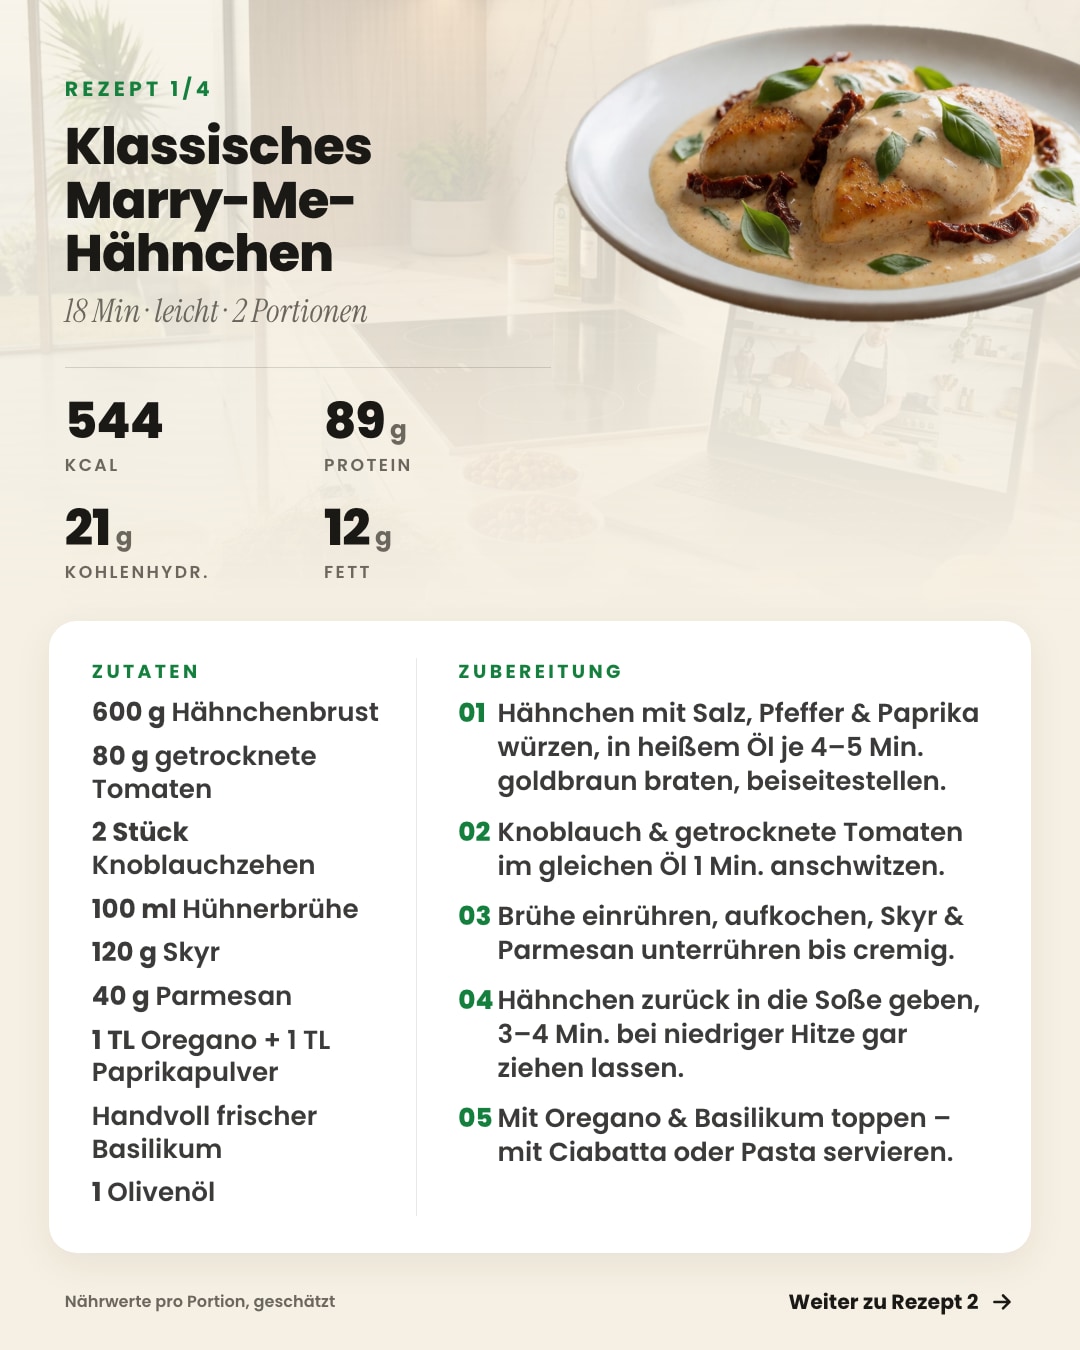 REZEPT 1/4
Klassisches
Marry-Me-
Hähnchen
18 Min · leicht · 2 Portionen
544
KCAL
89 g
PROTEIN
21 g
KOHLENHYDR.
12 g
FETT
ZUTATEN
600 g Hähnchenbrust
80 g getrocknete
Tomaten
2 Stück
Knoblauchzehen
100 ml Hühnerbrühe
120 g Skyr
40 g Parmesan
1 TL Oregano + 1 TL
Paprikapulver
Handvoll frischer
Basilikum
1 Olivenöl
ZUBEREITUNG
01 Hähnchen mit Salz, Pfeffer & Paprika
würzen, in heißem Öl je 4–5 Min.
goldbraun braten, beiseitestellen.
02 Knoblauch & getrocknete Tomaten
im gleichen Öl 1 Min. anschwitzen.
03 Brühe einrühren, aufkochen, Skyr &
Parmesan unterrühren bis cremig.
04 Hähnchen zurück in die Soße geben,
3–4 Min. bei niedriger Hitze gar
ziehen lassen.
05 Mit Oregano & Basilikum toppen –
mit Ciabatta oder Pasta servieren.
Nährwerte pro Portion, geschätzt
Weiter zu Rezept 2 →